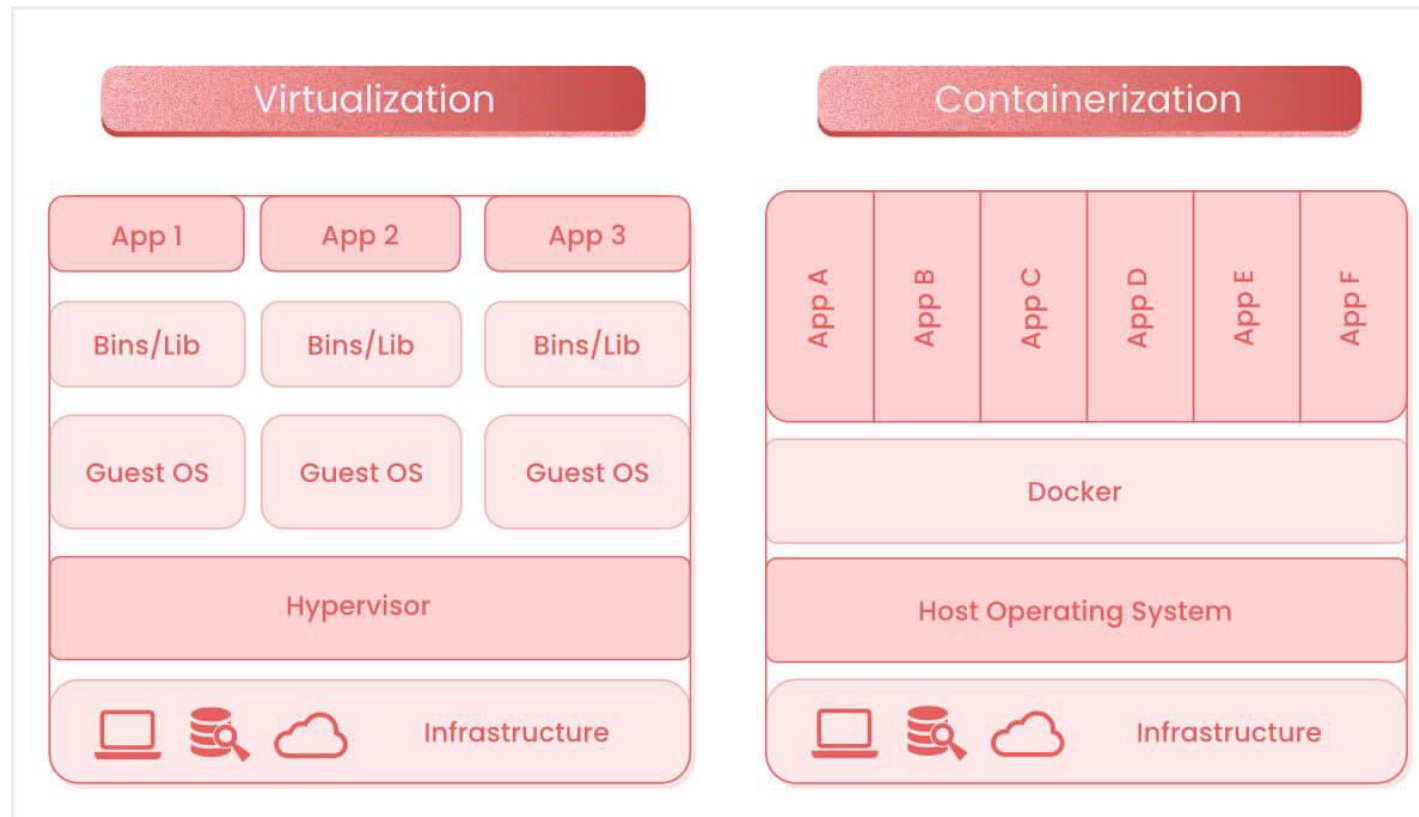 Virtualization
App 1
App 2
App 3
Bins/Lib
Bins/Lib
Bins/Lib
Guest OS
Guest OS
Guest OS
Hypervisor
Infrastructure
Containerization
App A
App B
App C
App D
App E
App F
Docker
Host Operating System
Infrastructure